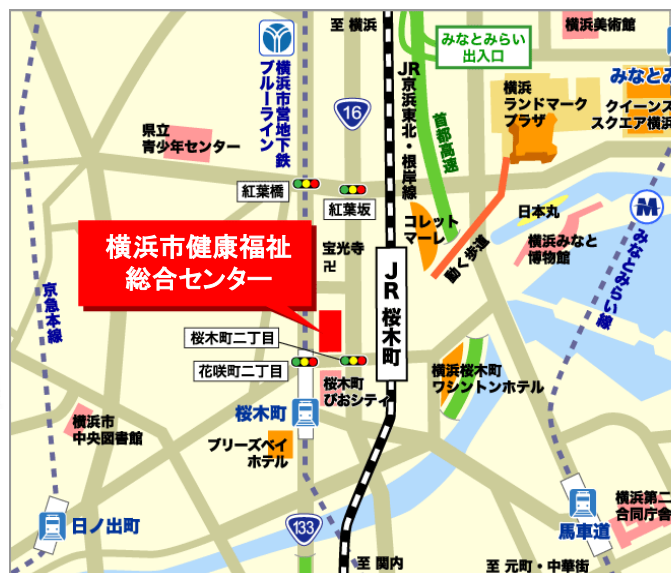 至 横浜
みなとみらい
出入口
横浜美術館
横浜市営地下鉄
ブルーライン
16
JR京浜東北・根岸線
首都高速
横浜
ランドマーク
プラザ
みなとみ
クイーンズ
スクエア横浜
県立
青少年センター
紅葉橋
紅葉坂
コレット
マーレ
動く歩道
日本丸
横浜みなと
博物館
M
みなとみらい線
横浜市健康福祉
総合センター
宝光寺
卍
JR 桜木町
京急本線
桜木町二丁目
花咲町二丁目
桜木町
ぴおシティ
横浜桜木町
ワシントンホテル
桜木町
横浜市
中央図書館
ブリーズベイ
ホテル
日ノ出町
133
馬車道
横浜第二
合同庁舎
至 関内
至 元町・中華街